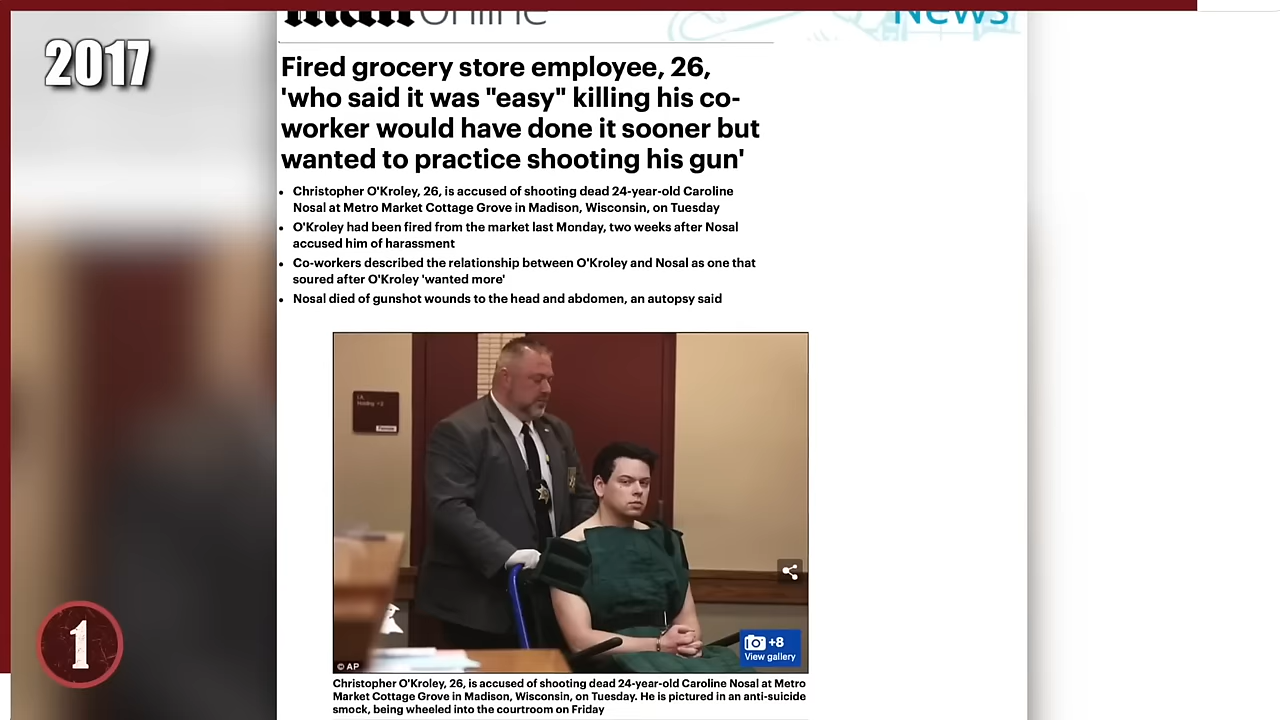 2017
Online
News
Fired grocery store employee, 26,
'who said it was "easy" killing his co-
worker would have done it sooner but
wanted to practice shooting his gun'
• Christopher O'Kroley, 26, is accused of shooting dead 24-year-old Caroline
Nosal at Metro Market Cottage Grove in Madison, Wisconsin, on Tuesday
• O'Kroley had been fired from the market last Monday, two weeks after Nosal
accused him of harassment
• Co-workers described the relationship between O'Kroley and Nosal as one that
soured after O'Kroley 'wanted more'
• Nosal died of gunshot wounds to the head and abdomen, an autopsy said
+8
View gallery
© AP
Christopher O'Kroley, 26, is accused of shooting dead 24-year-old Caroline Nosal at Metro
Market Cottage Grove in Madison, Wisconsin, on Tuesday. He is pictured in an anti-suicide
smock, being wheeled into the courtroom on Friday
1